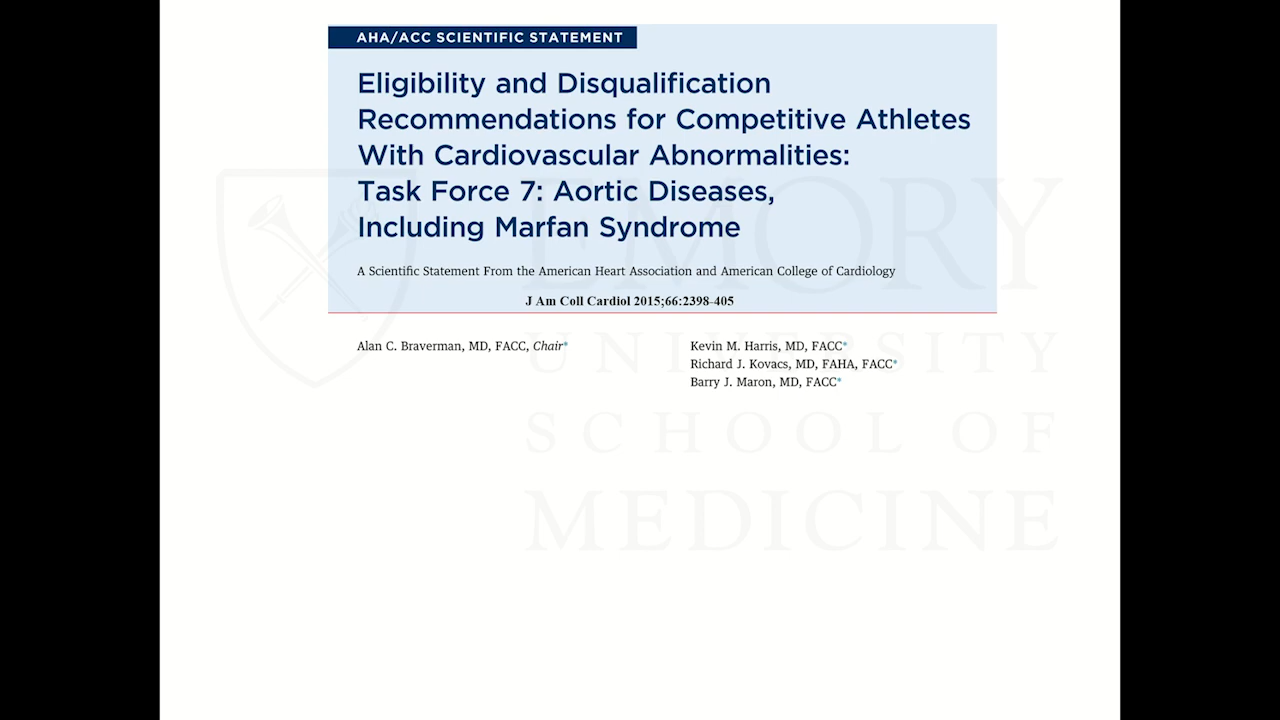 AHA/ACC SCIENTIFIC STATEMENT
Eligibility and Disqualification
Recommendations for Competitive Athletes
With Cardiovascular Abnormalities:
Task Force 7: Aortic Diseases,
Including Marfan Syndrome
A Scientific Statement From the American Heart Association and American College of Cardiology
J Am Coll Cardiol 2015;66:2398-405
Alan C. Braverman, MD, FACC, Chair*
Kevin M. Harris, MD, FACC*
Richard J. Kovacs, MD, FAHA, FACC*
Barry J. Maron, MD, FACC*
EMORY
UNIVERSITY
SCHOOL OF
MEDICINE